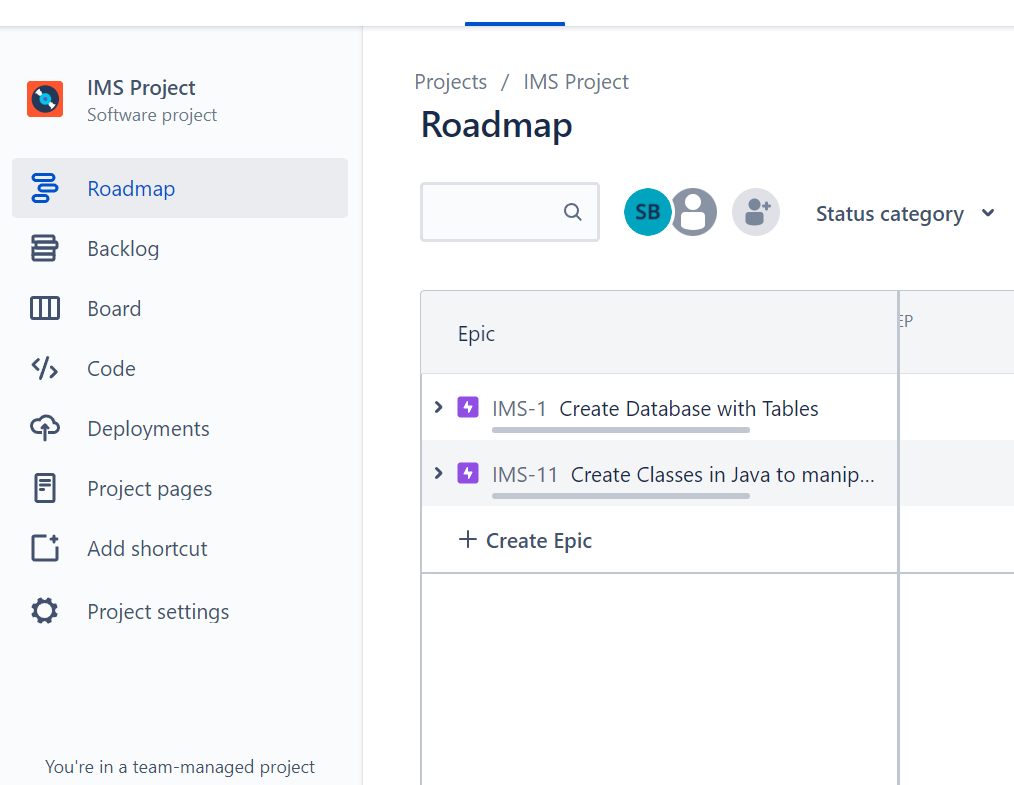 IMS Project
Software project
Roadmap
Backlog
Board
Code
Deployments
Project pages
Add shortcut
Project settings
You're in a team-managed project
Projects / IMS Project
Roadmap
SB
Status category
Epic
EP
IMS-1 Create Database with Tables
IMS-11 Create Classes in Java to manip...
Create Epic